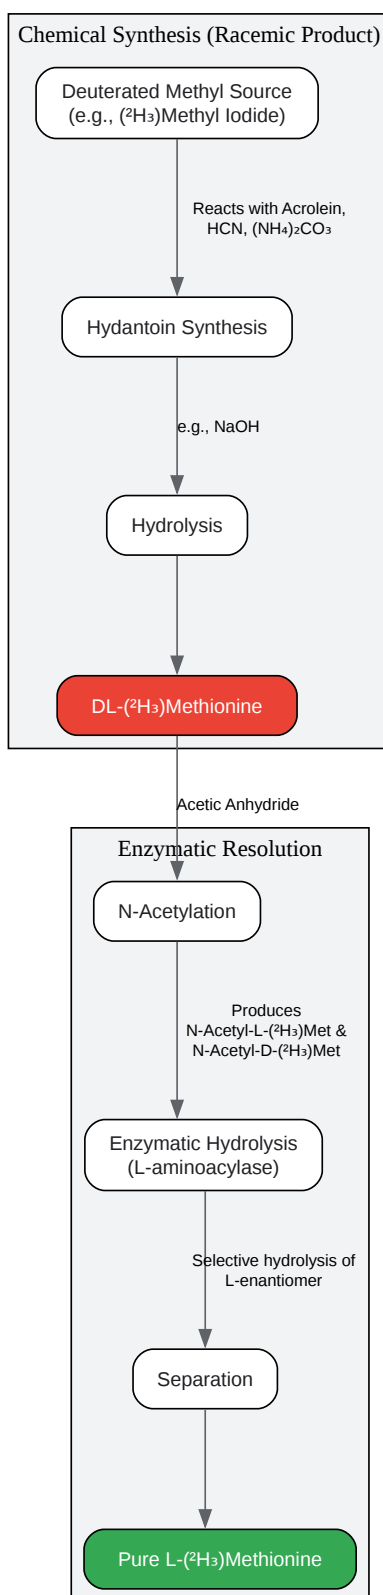 Chemical Synthesis (Racemic Product)
Deuterated Methyl Source
(e.g., (²H₃)Methyl Iodide)
Reacts with Acrolein,
HCN, (NH₄)₂CO₃
Hydantoin Synthesis
e.g., NaOH
Hydrolysis
DL-(²H₃)Methionine
Acetic Anhydride
Enzymatic Resolution
N-Acetylation
Produces
N-Acetyl-L-(²H₃)Met &
N-Acetyl-D-(²H₃)Met
Enzymatic Hydrolysis
(L-aminoacylase)
Selective hydrolysis of
L-enantiomer
Separation
Pure L-(²H₃)Methionine